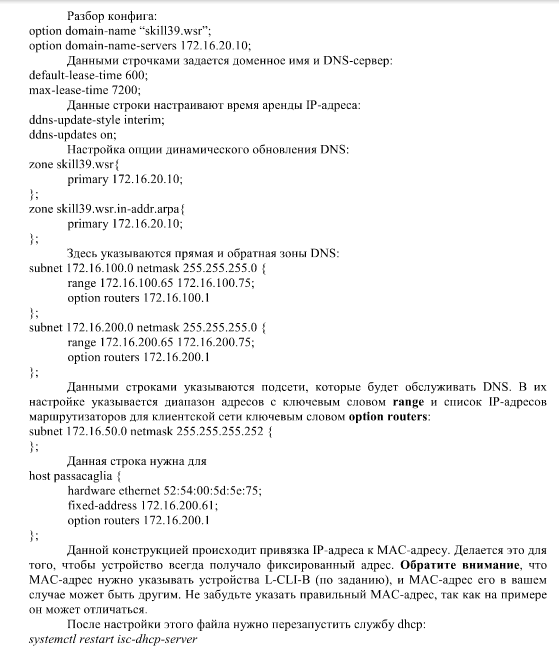 Разбор конфига:
option domain-name “skill39.wsr”;
option domain-name-servers 172.16.20.10;
Данными строчками задается доменное имя и DNS-сервер:
default-lease-time 600;
max-lease-time 7200;
Данные строки настраивают время аренды IP-адреса:
ddns-update-style interim;
ddns-updates on;
Настройка опции динамического обновления DNS:
zone skill39.wsr{
primary 172.16.20.10;
};
zone skill39.wsr.in-addr.arpa{
primary 172.16.20.10;
};
Здесь указываются прямая и обратная зоны DNS:
subnet 172.16.100.0 netmask 255.255.255.0 {
range 172.16.100.65 172.16.100.75;
option routers 172.16.100.1
};
subnet 172.16.200.0 netmask 255.255.255.0 {
range 172.16.200.65 172.16.200.75;
option routers 172.16.200.1
};
Данными строками указываются подсети, которые будет обслуживать DNS. В их
настройке указывается диапазон адресов с ключевым словом range и список IP-адресов
маршрутизаторов для клиентской сети ключевым словом option routers:
subnet 172.16.50.0 netmask 255.255.255.252 {
};
Данная строка нужна для
host passacaglia {
hardware ethernet 52:54:00:5d:5e:75;
fixed-address 172.16.200.61;
option routers 172.16.200.1
};
Данной конструкцией происходит привязка IP-адреса к MAC-адресу. Делается это для
того, чтобы устройство всегда получало фиксированный адрес. Обратите внимание, что
MAC-адрес нужно указывать устройства L-CLI-B (по заданию), и MAC-адрес его в вашем
случае может быть другим. Не забудьте указать правильный MAC-адрес, так как на примере
он может отличаться.
После настройки этого файла нужно перезапустить службу dhcp:
systemctl restart isc-dhcp-server